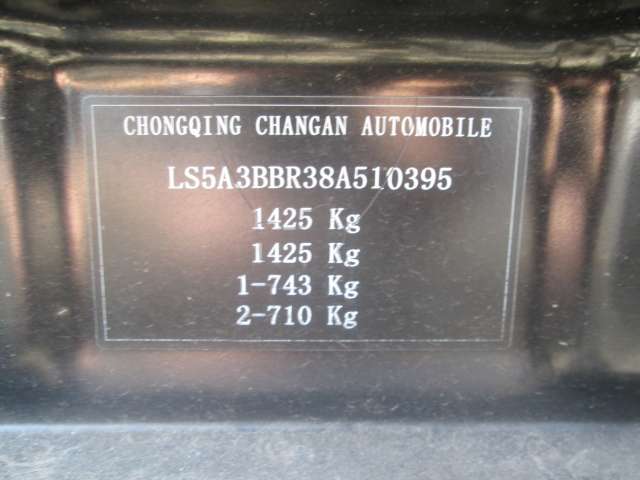 CHONGQING CHANGAN AUTOMOBILE
LS5A3BBR38A510395
1425 Kg
1425 Kg
1-743 Kg
2-710 Kg